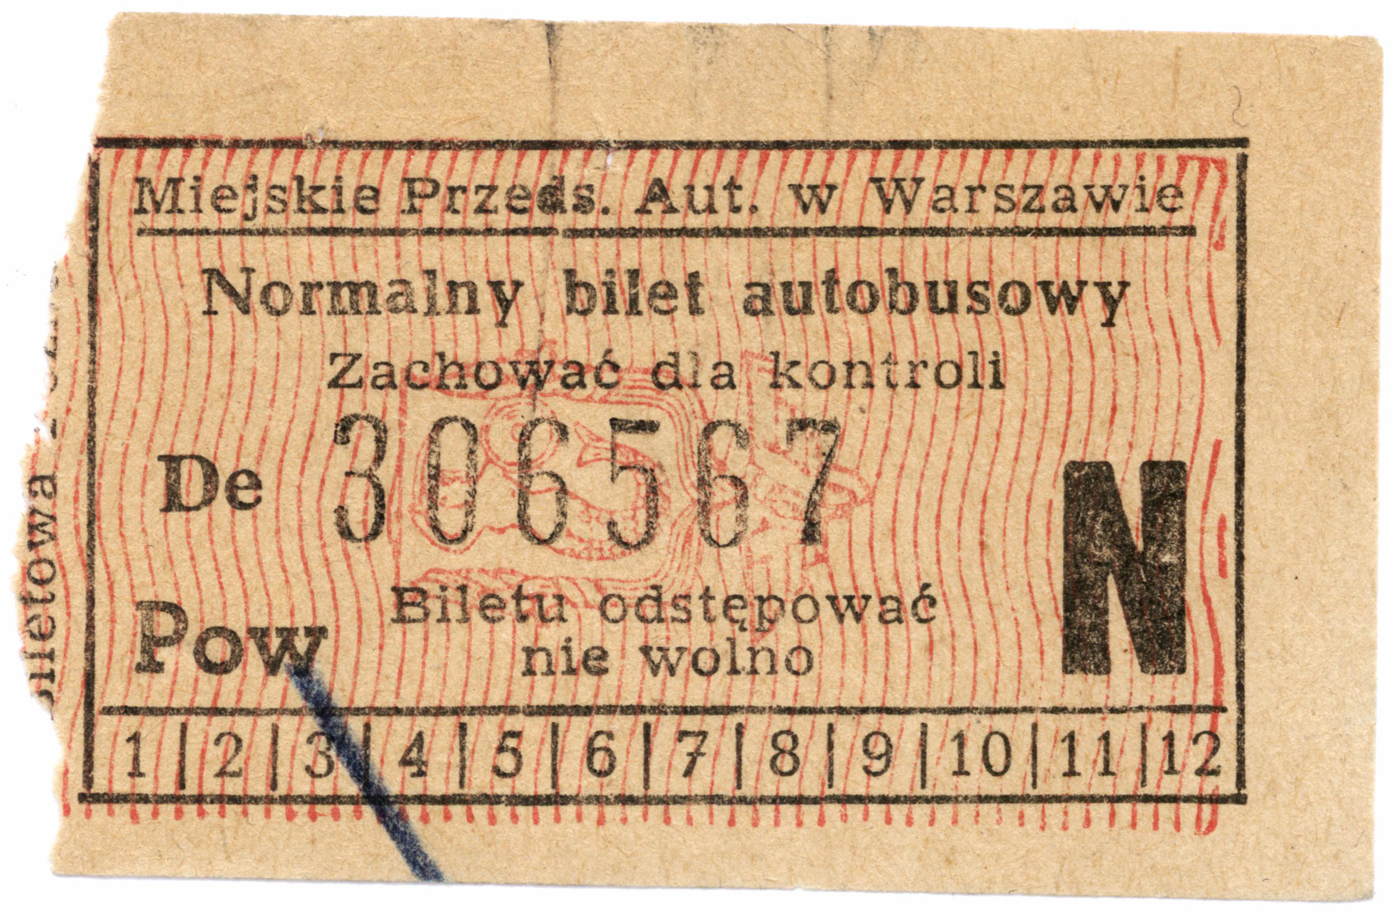 Miejskie Przeds. Aut. w Warszawie
Normalny bilet autobusowy
Zachować dla kontroli
De 306567
N
Pow
Biletu odstępować
nie wolno
1|2|3|4|5|6|7|8|9|10|11|12